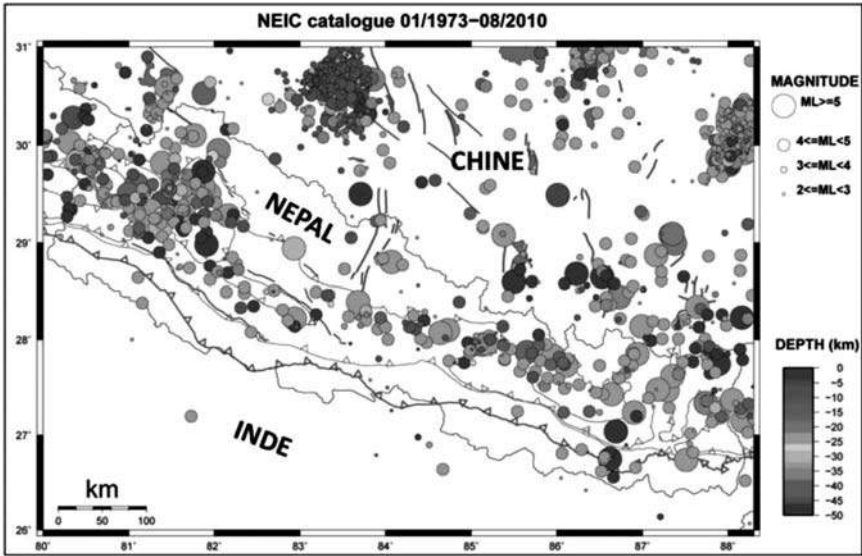 NEIC catalogue 01/1973–08/2010
31˚
30˚
29˚
28˚
27˚
26˚
80˚ 81˚ 82˚ 83˚ 84˚ 85˚ 86˚ 87˚ 88˚
CHINE
NEPAL
INDE
km
0 50 100
MAGNITUDE
ML>=5
4<=ML<5
3<=ML<4
2<=ML<3
DEPTH (km)
0
−5
−10
−15
−20
−25
−30
−35
−40
−45
−50